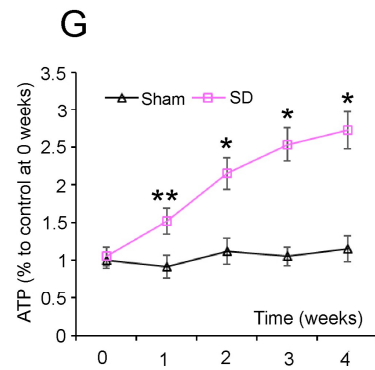 G
ATP (% to control at 0 weeks)
3.5
3
2.5
2
1.5
1
0.5
0
Sham
SD
**
*
*
*
Time (weeks)
0 1 2 3 4